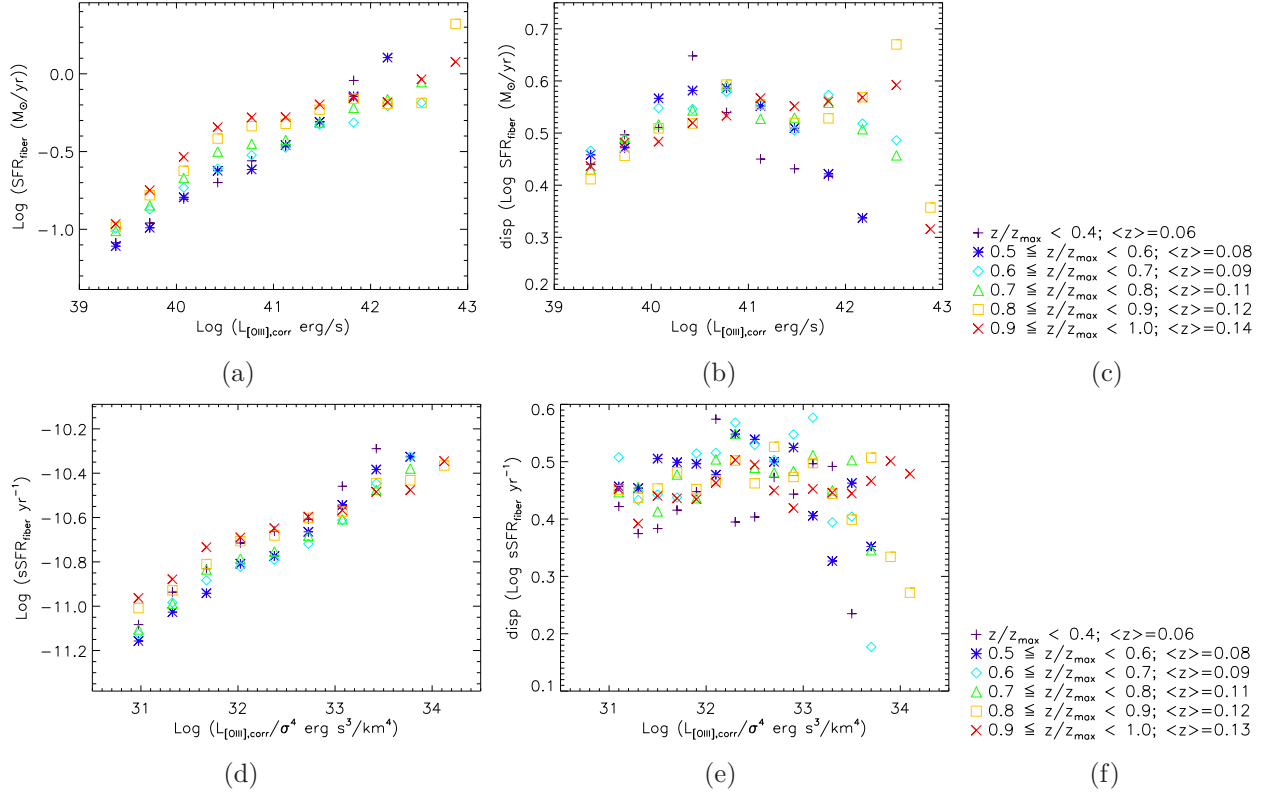 0.0
−0.5
−1.0
Log (SFR_fiber (M_⊙/yr))
39 40 41 42 43
Log (L_[OIII],corr erg/s)
(a)
0.7
0.6
0.5
0.4
0.3
0.2
disp (Log SFR_fiber (M_⊙/yr))
39 40 41 42 43
Log (L_[OIII],corr erg/s)
(b)
z/z_max < 0.4; <z>=0.06
0.5 ≦ z/z_max < 0.6; <z>=0.08
0.6 ≦ z/z_max < 0.7; <z>=0.09
0.7 ≦ z/z_max < 0.8; <z>=0.11
0.8 ≦ z/z_max < 0.9; <z>=0.12
0.9 ≦ z/z_max < 1.0; <z>=0.14
(c)
−10.2
−10.4
−10.6
−10.8
−11.0
−11.2
Log (sSFR_fiber yr⁻¹)
31 32 33 34
Log (L_[OIII],corr/σ⁴ erg s³/km⁴)
(d)
0.6
0.5
0.4
0.3
0.2
0.1
disp (Log sSFR_fiber yr⁻¹)
31 32 33 34
Log (L_[OIII],corr/σ⁴ erg s³/km⁴)
(e)
z/z_max < 0.4; <z>=0.06
0.5 ≦ z/z_max < 0.6; <z>=0.08
0.6 ≦ z/z_max < 0.7; <z>=0.09
0.7 ≦ z/z_max < 0.8; <z>=0.11
0.8 ≦ z/z_max < 0.9; <z>=0.12
0.9 ≦ z/z_max < 1.0; <z>=0.13
(f)